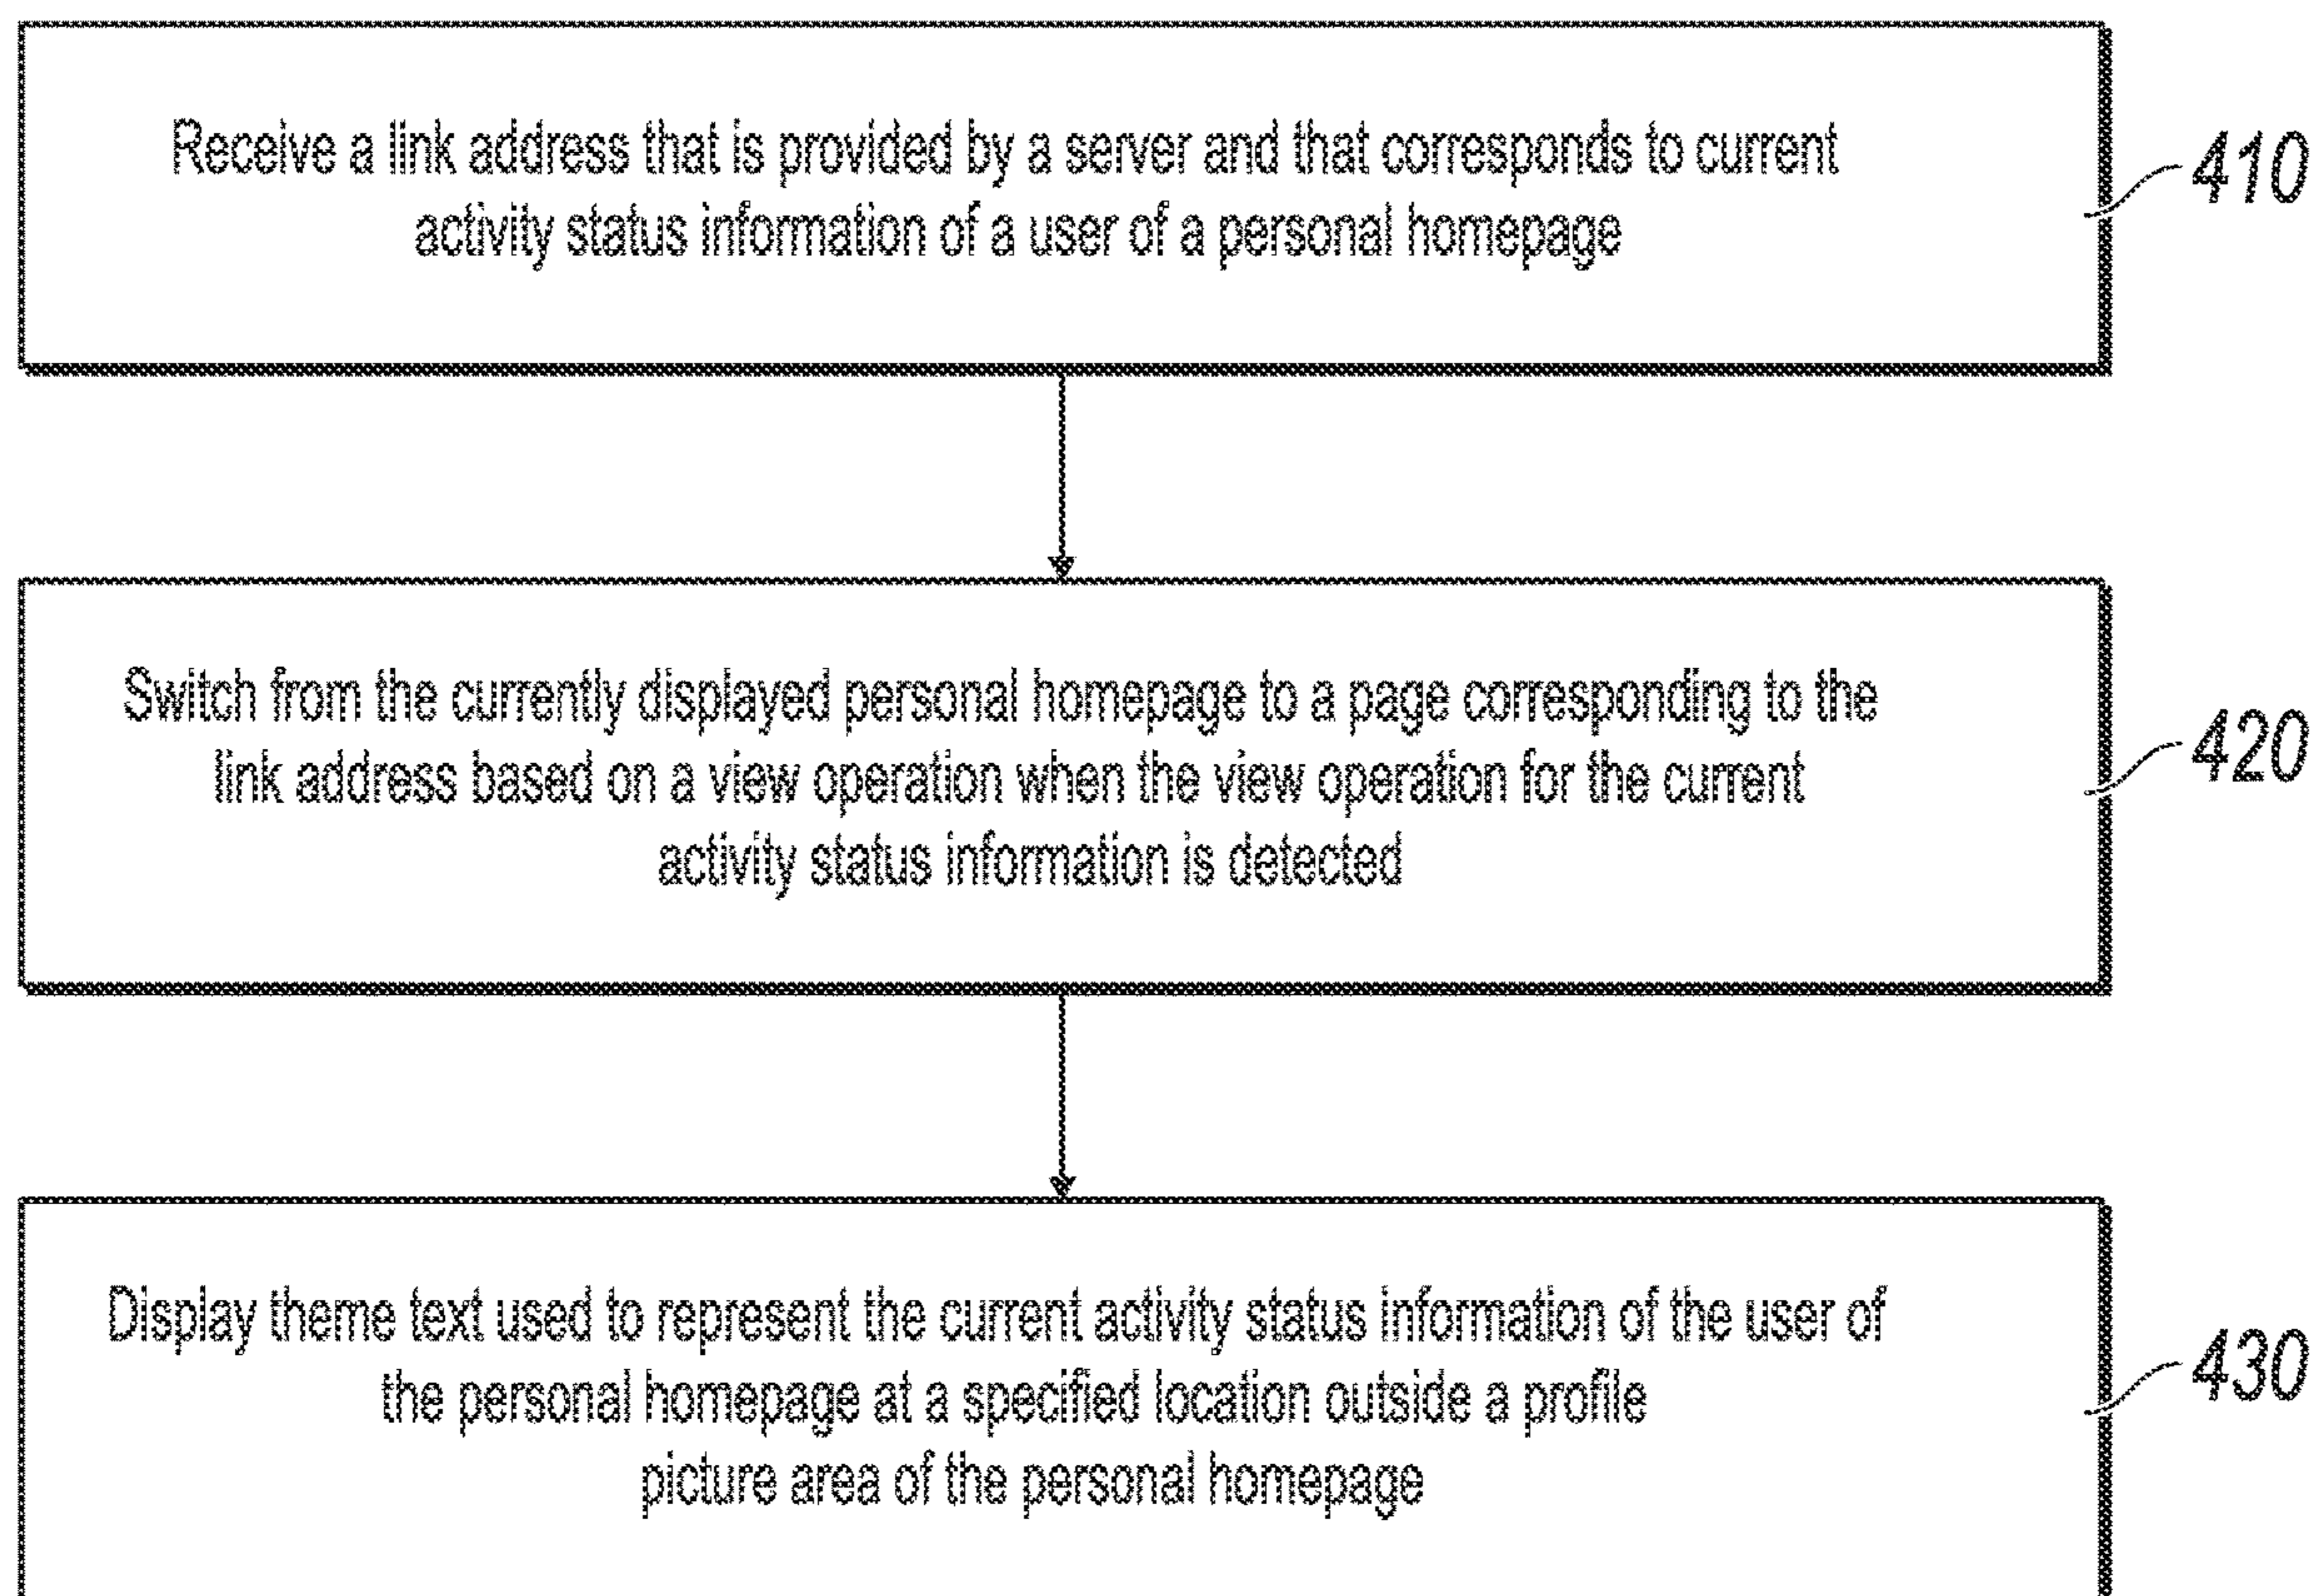 Receive a link address that is provided by a server and that corresponds to current
activity status information of a user of a personal homepage
410
Switch from the currently displayed personal homepage to a page corresponding to the
link address based on a view operation when the view operation for the current
activity status information is detected
420
Display theme text used to represent the current activity status information of the user of
the personal homepage at a specified location outside a profile
picture area of the personal homepage
430